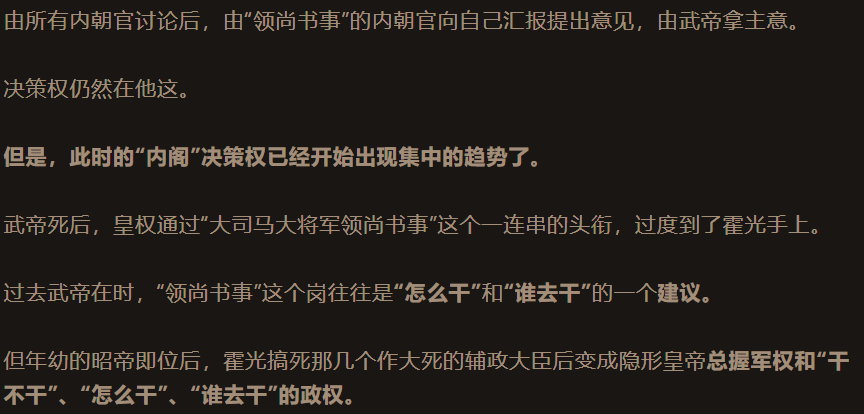 由所有内朝官讨论后，由“领尚书事”的内朝官向自己汇报提出意见，由武帝拿主意。
决策权仍然在他这。
但是，此时的“内阁”决策权已经开始出现集中的趋势了。
武帝死后，皇权通过“大司马大将军领尚书事”这个一连串的头衔，过度到了霍光手上。
过去武帝在时，“领尚书事”这个岗往往是“怎么干”和“谁去干”的一个建议。
但年幼的昭帝即位后，霍光搞死那几个作大死的辅政大臣后变成隐形皇帝总握军权和“干
不干”、“怎么干”、“谁去干”的政权。